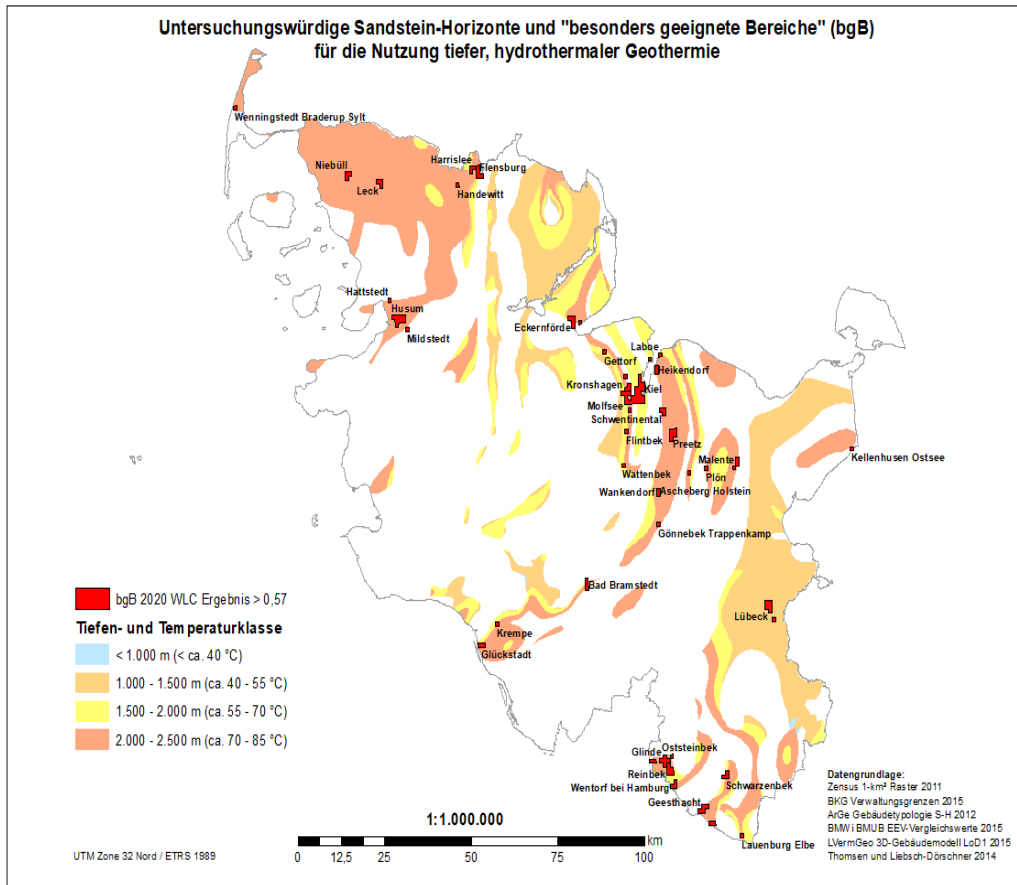 Untersuchungswürdige Sandstein-Horizonte und "besonders geeignete Bereiche" (bgB)
für die Nutzung tiefer, hydrothermaler Geothermie
Wenningstedt Braderup Sylt
Harrislee
Flensburg
Niebüll
Leck
Handewitt
Hattstedt
Husum
Mildstedt
Eckernförde
Laboe
Gettorf
Heikendorf
Kronshagen
Kiel
Molfsee
Schwentinental
Flintbek
Preetz
Malente
Kellenhusen Ostsee
Wattenbek
Plön
Wankendorf
Ascheberg Holstein
Gönnebek Trappenkamp
Bad Bramstedt
Lübeck
Krempe
Glückstadt
bgB 2020 WLC Ergebnis > 0,57
Tiefen- und Temperaturklasse
< 1.000 m (< ca. 40 °C)
1.000 - 1.500 m (ca. 40 - 55 °C)
1.500 - 2.000 m (ca. 55 - 70 °C)
2.000 - 2.500 m (ca. 70 - 85 °C)
Oststeinbek
Glinde
Reinbek
Wentorf bei Hamburg
Schwarzenbek
Geesthacht
Lauenburg Elbe
Datengrundlage:
Zensus 1-km² Raster 2011
BKG Verwaltungsgrenzen 2015
ArGe Gebäudetypologie S-H 2012
BMWi BMUB EEV-Vergleichswerte 2015
LVermGeo 3D-Gebäudemodell LoD1 2015
Thomsen und Liebsch-Dörschner 2014
1:1.000.000
km
0 12,5 25 50 75 100
UTM Zone 32 Nord / ETRS 1989